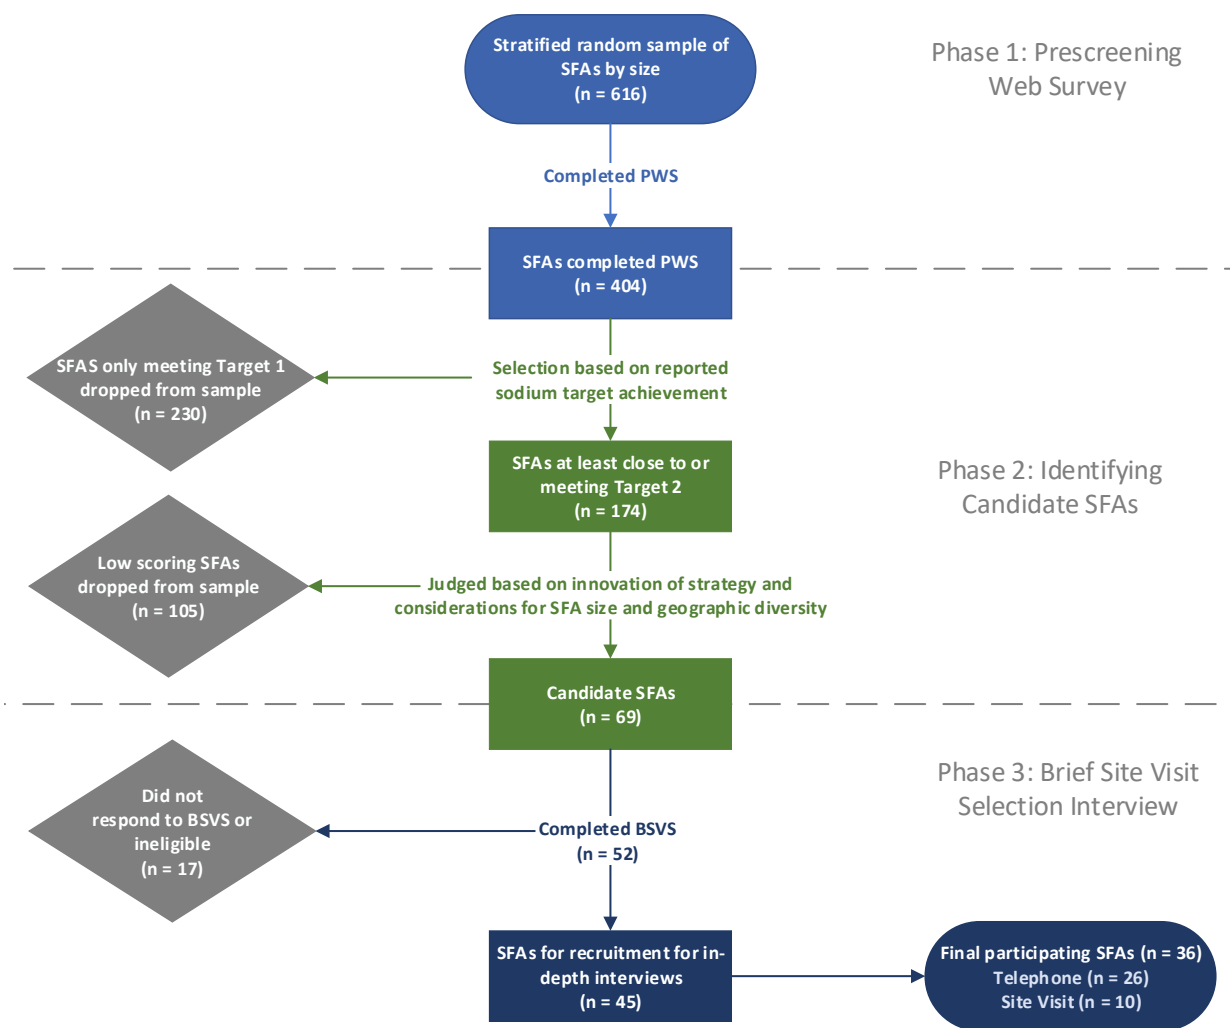 Stratified random sample of
SFAs by size
(n = 616)
Phase 1: Prescreening
Web Survey
Completed PWS
SFAs completed PWS
(n = 404)
SFAS only meeting Target 1
dropped from sample
(n = 230)
Selection based on reported
sodium target achievement
SFAs at least close to or
meeting Target 2
(n = 174)
Phase 2: Identifying
Candidate SFAs
Low scoring SFAs
dropped from sample
(n = 105)
Judged based on innovation of strategy and
considerations for SFA size and geographic diversity
Candidate SFAs
(n = 69)
Phase 3: Brief Site Visit
Selection Interview
Did not
respond to BSVS or
ineligible
(n = 17)
Completed BSVS
(n = 52)
SFAs for recruitment for in-
depth interviews
(n = 45)
Final participating SFAs (n = 36)
Telephone (n = 26)
Site Visit (n = 10)